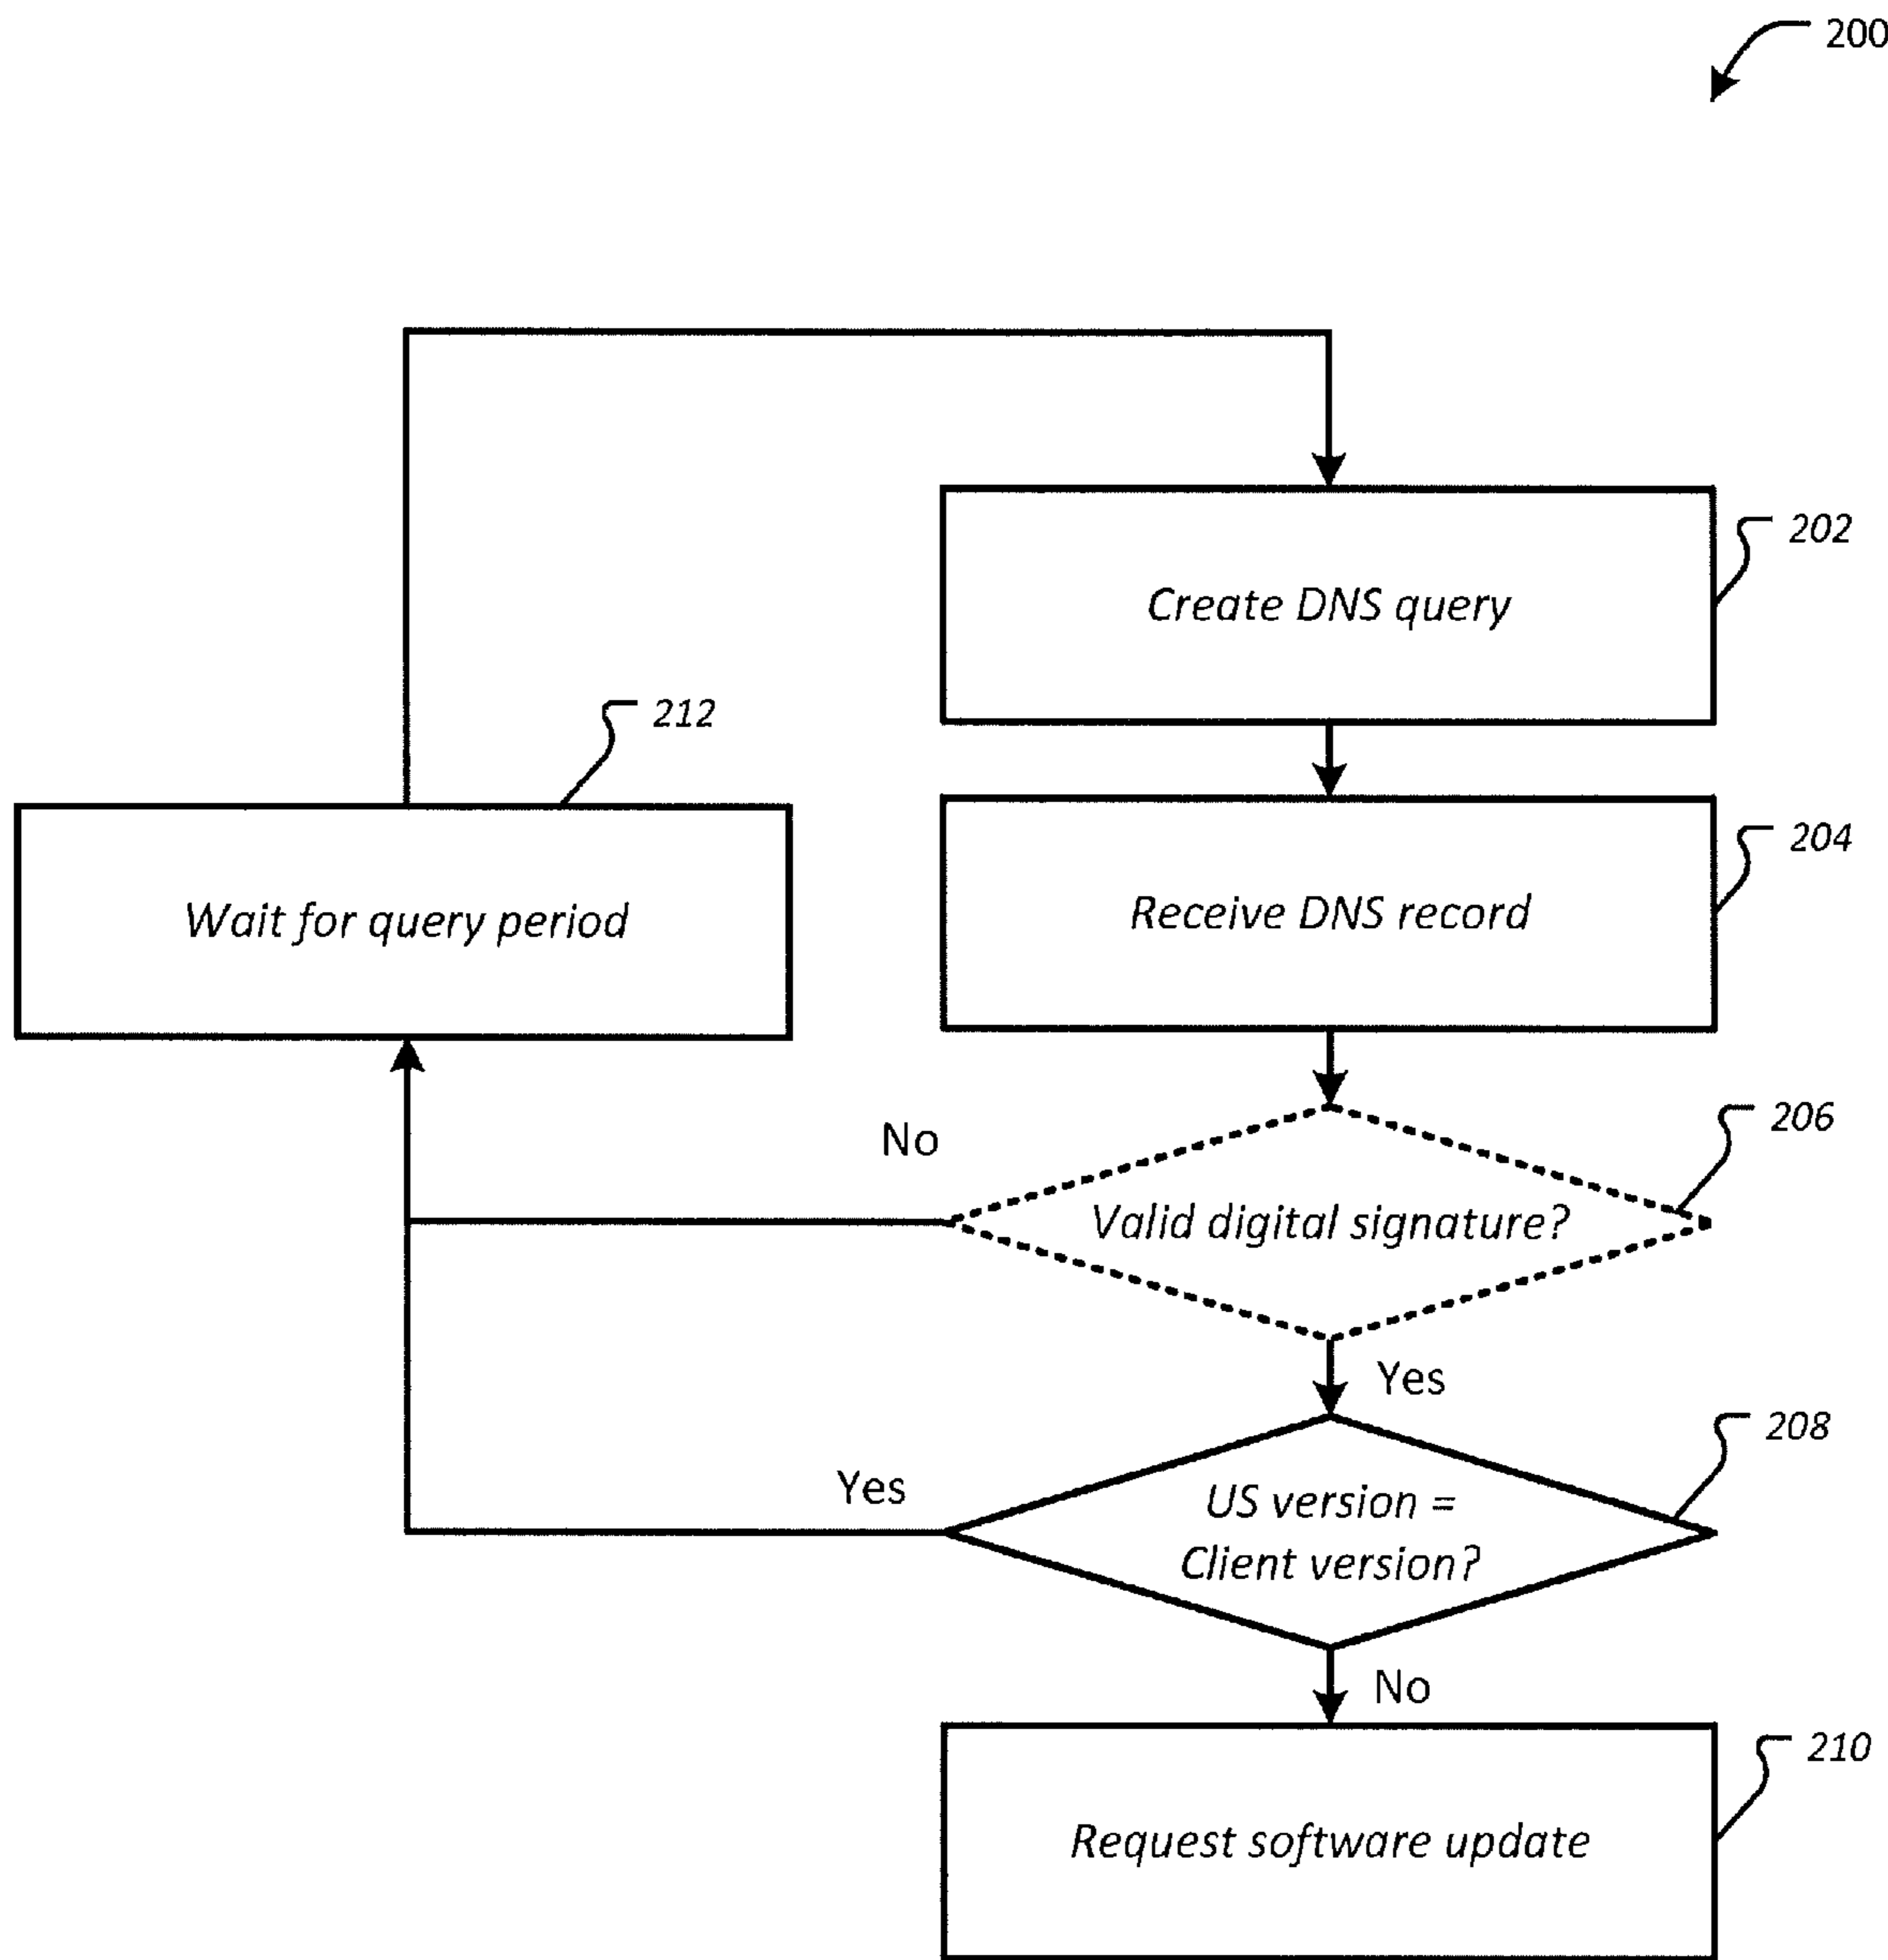 200
202
Create DNS query
212
204
Wait for query period
Receive DNS record
No
206
Valid digital signature?
Yes
208
Yes
US version =
Client version?
No
210
Request software update